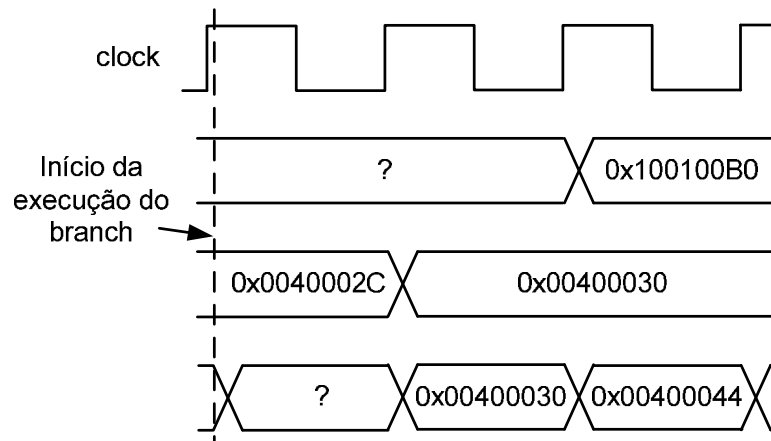 clock
?
0x100100B0
Início da
execução do
branch
0x0040002C
0x00400030
?
0x00400030
0x00400044